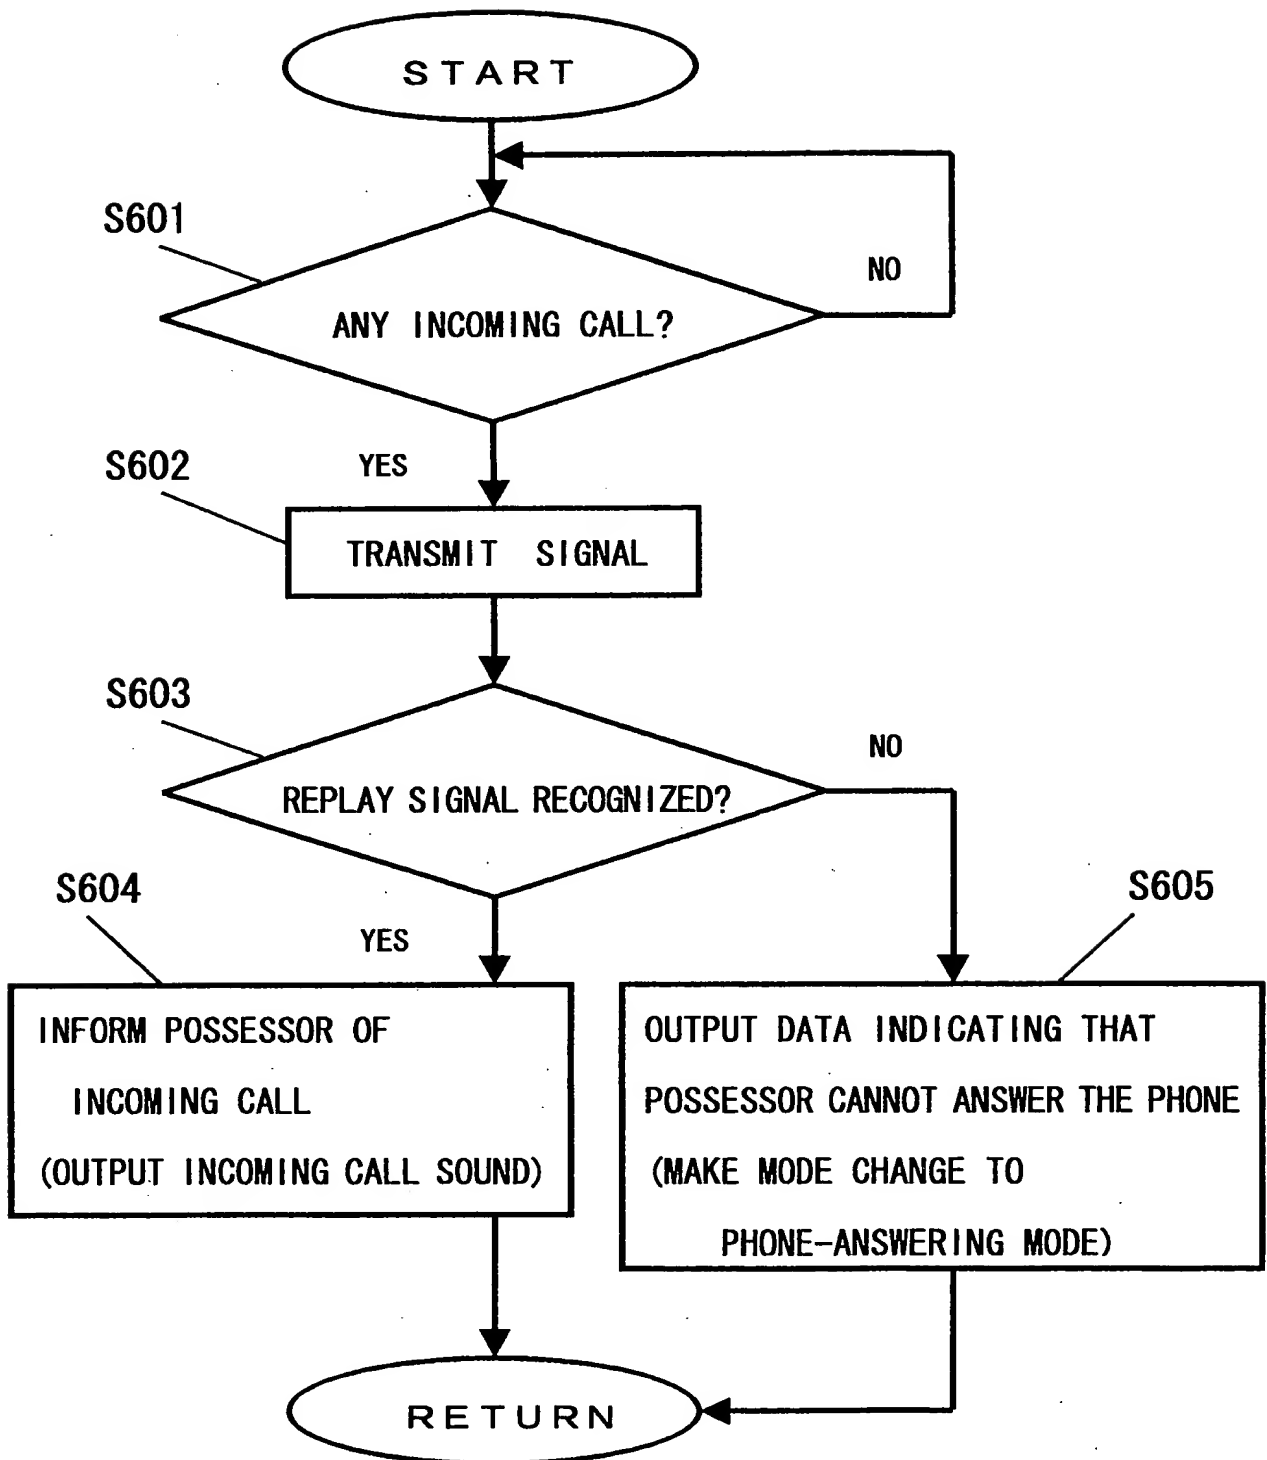 START
S601
NO
ANY INCOMING CALL?
YES
S602
TRANSMIT SIGNAL
S603
NO
REPLAY SIGNAL RECOGNIZED?
S604
YES
S605
INFORM POSSESSOR OF
INCOMING CALL
(OUTPUT INCOMING CALL SOUND)
OUTPUT DATA INDICATING THAT
POSSESSOR CANNOT ANSWER THE PHONE
(MAKE MODE CHANGE TO
PHONE-ANSWERING MODE)
RETURN